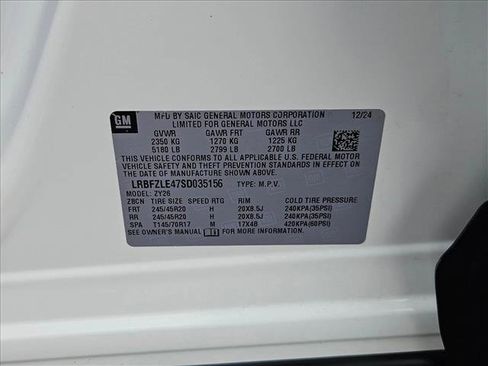 GM
MFD BY SAIC GENERAL MOTORS CORPORATION 12/24
LIMITED FOR GENERAL MOTORS LLC
GVWR GAWR FRT GAWR RR
2350 KG 1270 KG 1225 KG
5180 LB 2799 LB 2700 LB
THIS VEHICLE CONFORMS TO ALL APPLICABLE U.S. FEDERAL MOTOR
VEHICLE SAFETY AND THEFT PREVENTION STANDARDS IN EFFECT ON
THE DATE OF MANUFACTURE SHOWN ABOVE.
LRBFZLE47SD035156 TYPE: M.P.V.
MODEL: ZY26
ZBCN TIRE SIZE SPEED RTG RIM COLD TIRE PRESSURE
FRT 245/45R20 H 20X8.5J 240KPA(35PSI)
RR 245/45R20 H 20X8.5J 240KPA(35PSI)
SPA T145/70R17 M 17X4B 420KPA(60PSI)
SEE OWNER'S MANUAL FOR MORE INFORMATION.